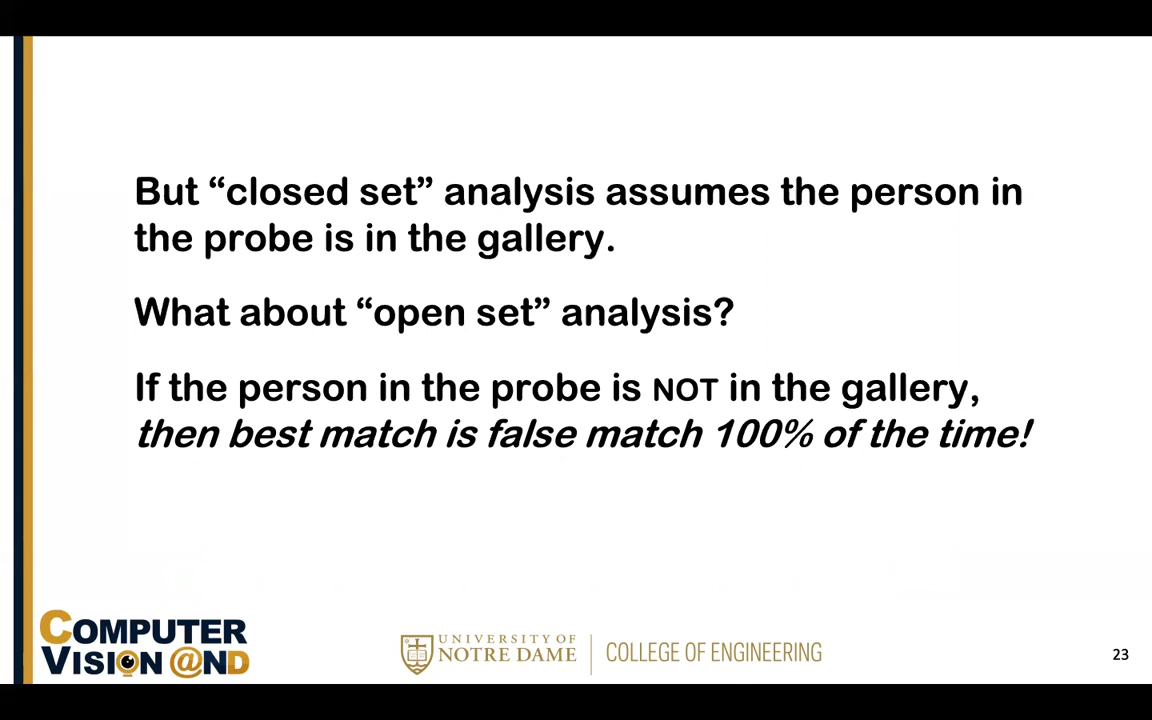 But “closed set” analysis assumes the person in
the probe is in the gallery.
What about “open set” analysis?
If the person in the probe is NOT in the gallery,
then best match is false match 100% of the time!
COMPUTER
VISION @ND
UNIVERSITY OF
NOTRE DAME
COLLEGE OF ENGINEERING
23